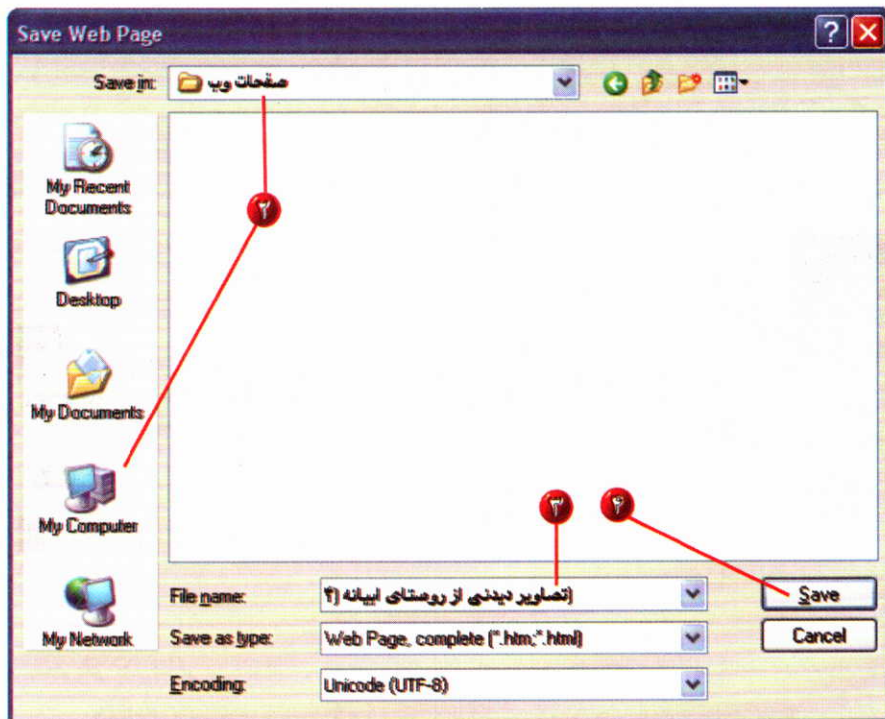 Save Web Page
Save in: صفحات وب
My Recent
Documents
۲
Desktop
My Documents
My Computer
۳ ۴
My Network
File name: (تصاویر دیدنی از روستای ابیانه (۴
Save
Save as type: Web Page, complete (*.htm;*.html)
Cancel
Encoding: Unicode (UTF-8)